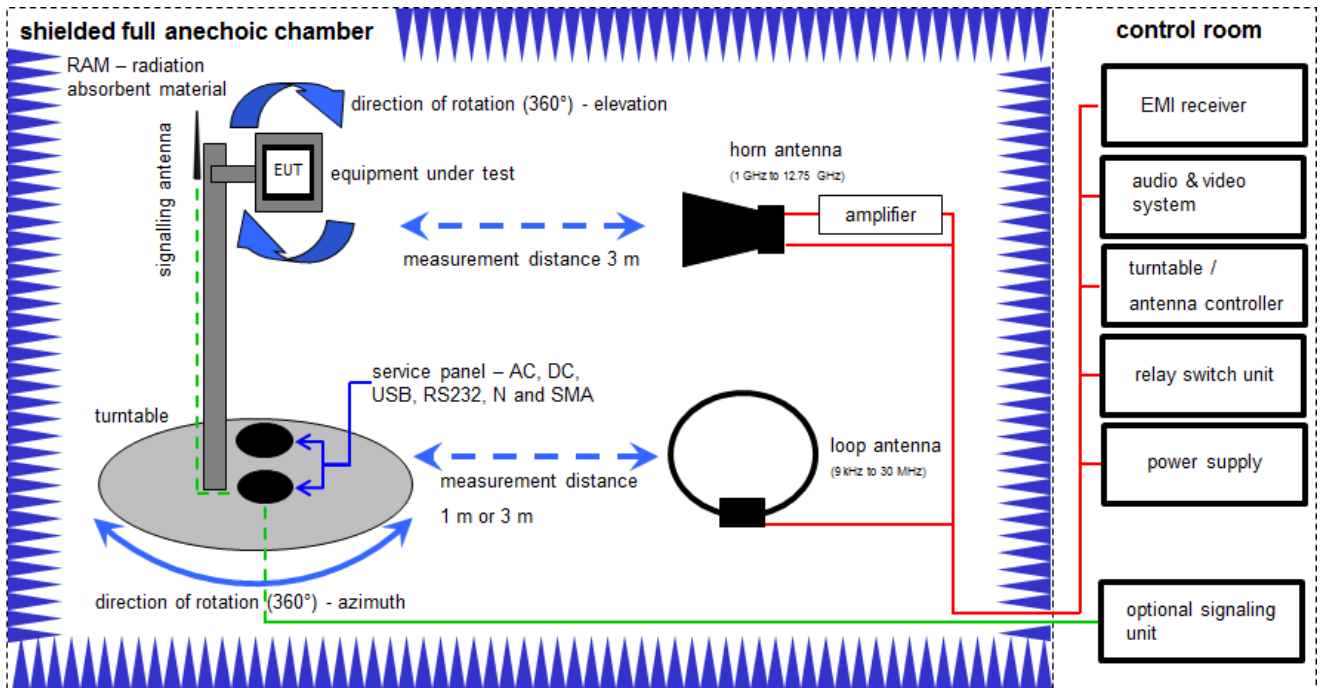 shielded full anechoic chamber
RAM – radiation
absorbent material
signalling antenna
direction of rotation (360°) - elevation
EUT
equipment under test
measurement distance 3 m
horn antenna
(1 GHz to 12.75 GHz)
amplifier
service panel – AC, DC,
USB, RS232, N and SMA
turntable
measurement distance
1 m or 3 m
loop antenna
(9 kHz to 30 MHz)
direction of rotation (360°) - azimuth
control room
EMI receiver
audio & video
system
turntable /
antenna controller
relay switch unit
power supply
optional signaling
unit